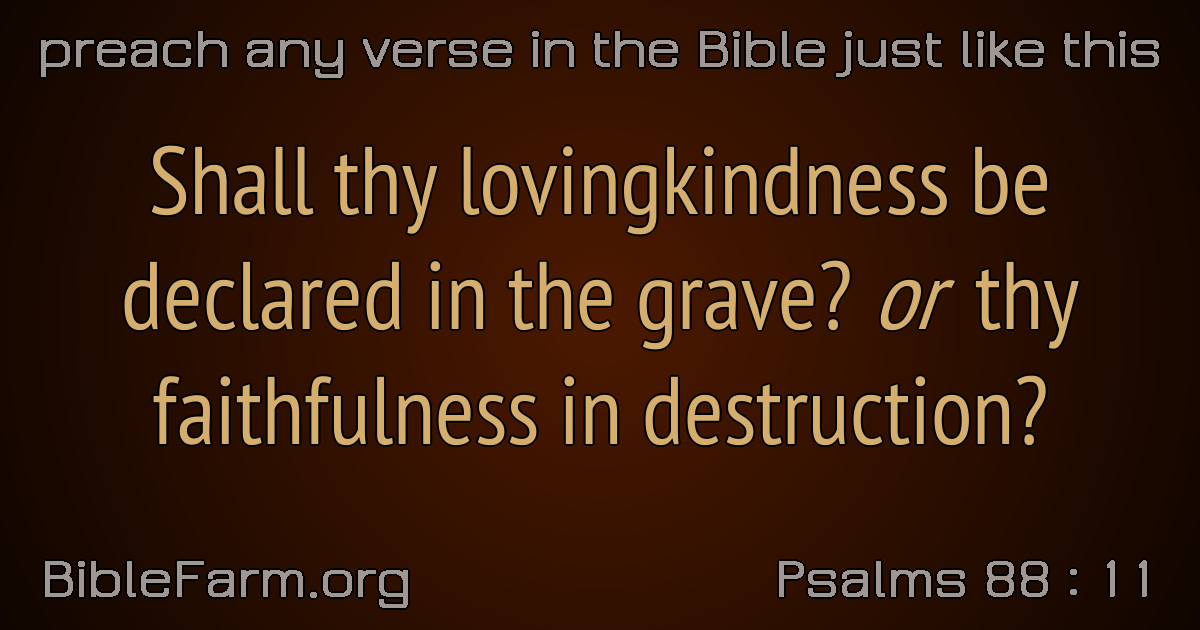 preach any verse in the Bible just like this
Shall thy lovingkindness be
declared in the grave? or thy
faithfulness in destruction?
BibleFarm.org
Psalms 88 : 11